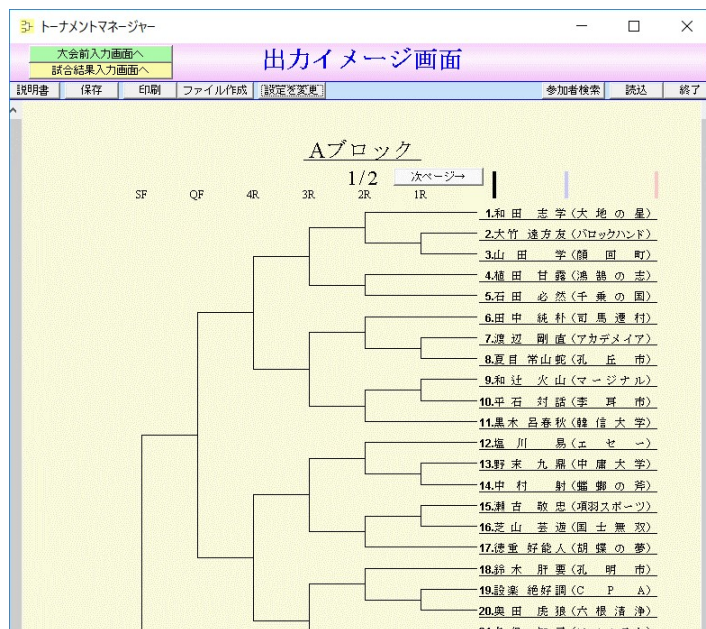 トーナメントマネージャー
大会前入力画面へ
試合結果入力画面へ
出力イメージ画面
説明書 保存 印刷 ファイル作成 設定を変更 参加者検索 読込 終了
Aブロック
1/2 次ページ→
SF QF 4R 3R 2R 1R
1.和田 志学(大地の星)
2.大竹 遠方友(バロックハンド)
3.山田 学(顔回町)
4.植田 甘露(鴻鵠の志)
5.石田 必然(千乗の国)
6.田中 純朴(司馬遷村)
7.渡辺 剛直(アカデメイア)
8.夏目 常山蛇(孔丘市)
9.和辻 火山(マージナル)
10.平石 対話(李耳市)
11.黒木 呂春秋(韓信大学)
12.塩川 易(エセー)
13.野末 九鼎(中庸大学)
14.中村 射(蟷螂の斧)
15.瀬古 敬忠(項羽スポーツ)
16.芝山 芸遊(国士無双)
17.徳重 好能人(胡蝶の夢)
18.鈴木 肝要(孔明市)
19.設楽 絶好調(CPA)
20.奥田 虎狼(六根清浄)